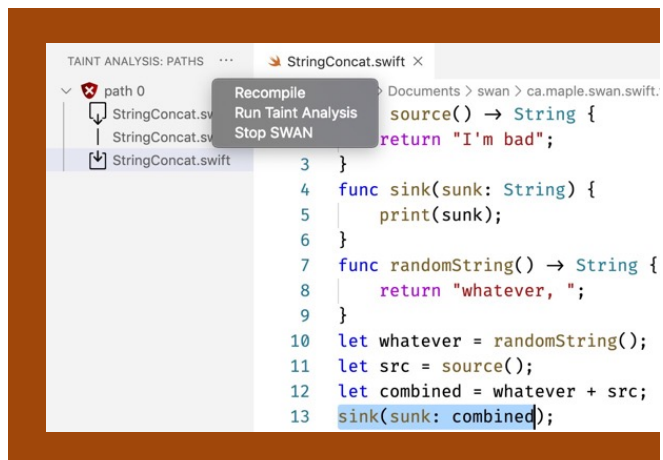 TAINT ANALYSIS: PATHS ···
StringConcat.swift ×
path 0
StringConcat.sw
StringConcat.sw
StringConcat.swift
Recompile
Run Taint Analysis
Stop SWAN
Documents > swan > ca.maple.swan.swift.
source() → String {
return "I'm bad";
3 }
4 func sink(sunk: String) {
5 print(sunk);
6 }
7 func randomString() → String {
8 return "whatever, ";
9 }
10 let whatever = randomString();
11 let src = source();
12 let combined = whatever + src;
13 sink(sunk: combined);